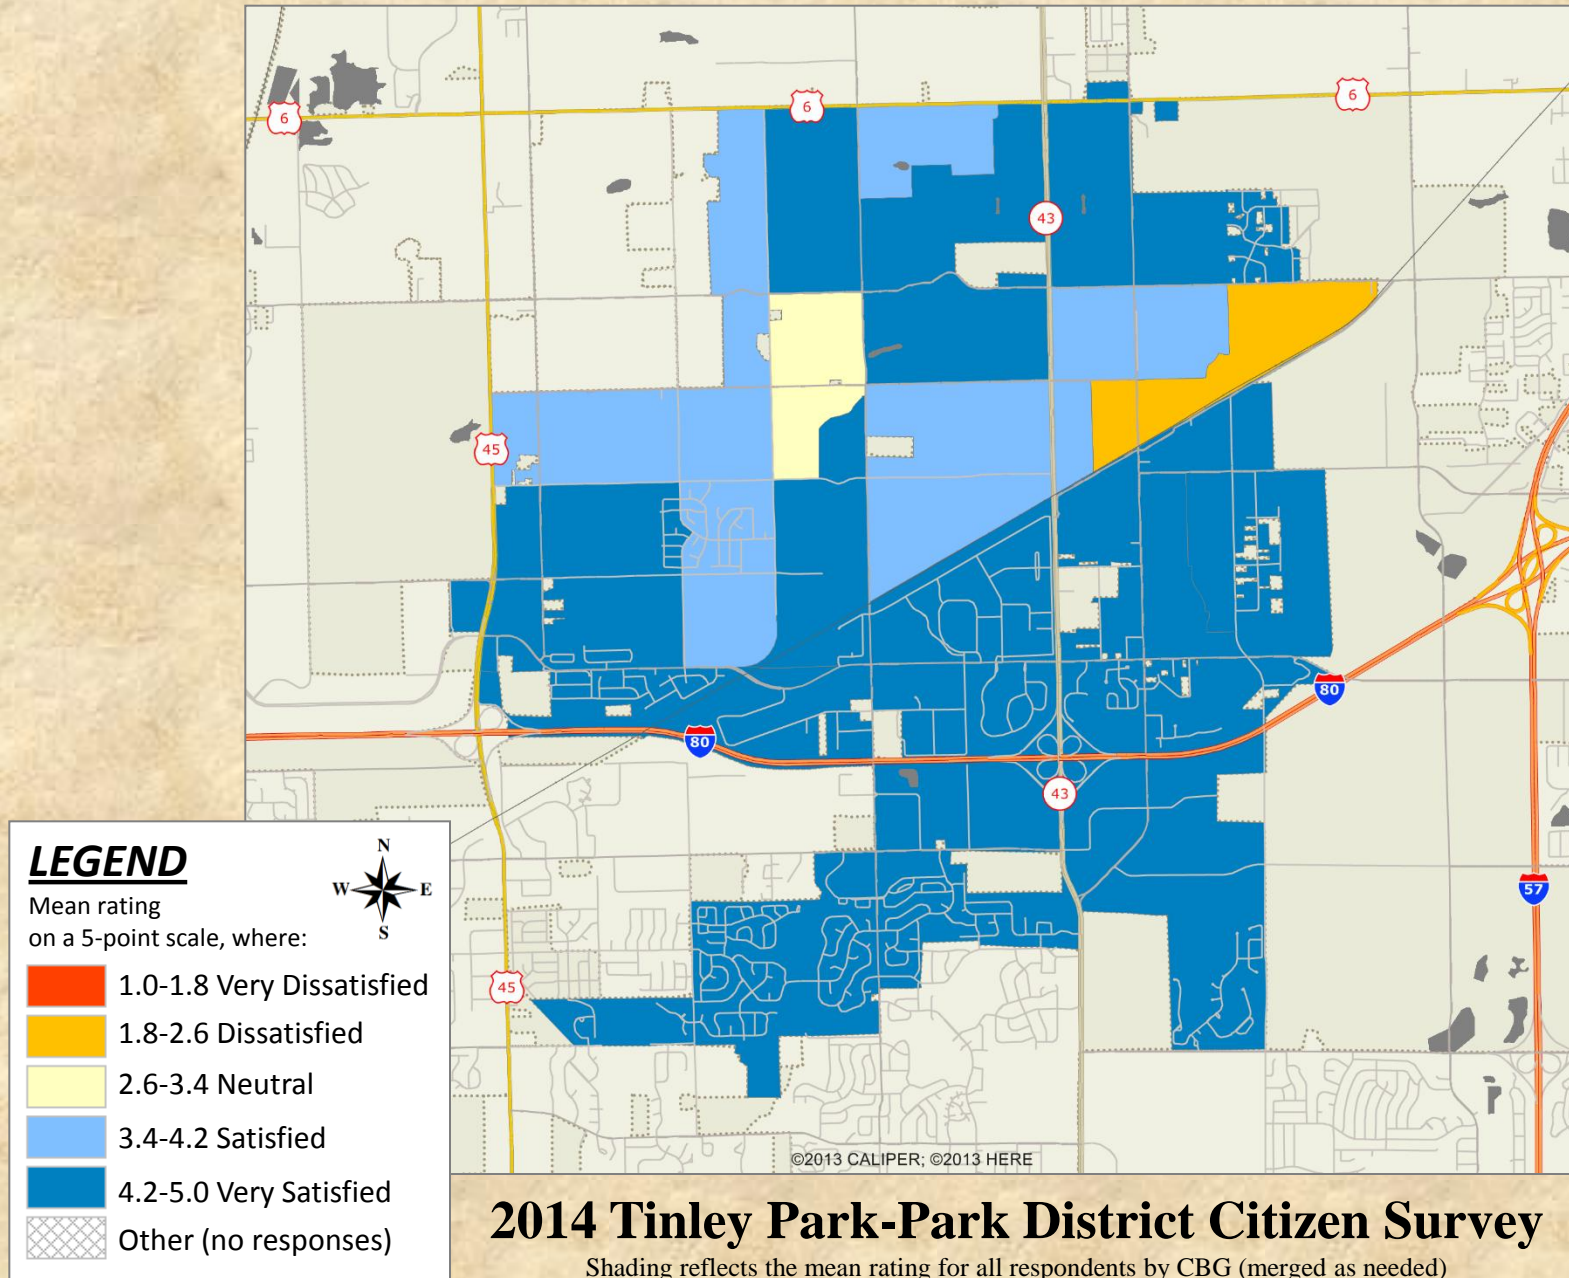 6
6
6
43
45
80
80
43
57
45
©2013 CALIPER; ©2013 HERE
LEGEND
N
W E
S
Mean rating
on a 5-point scale, where:
1.0-1.8 Very Dissatisfied
1.8-2.6 Dissatisfied
2.6-3.4 Neutral
3.4-4.2 Satisfied
4.2-5.0 Very Satisfied
Other (no responses)
2014 Tinley Park-Park District Citizen Survey
Shading reflects the mean rating for all respondents by CBG (merged as needed)